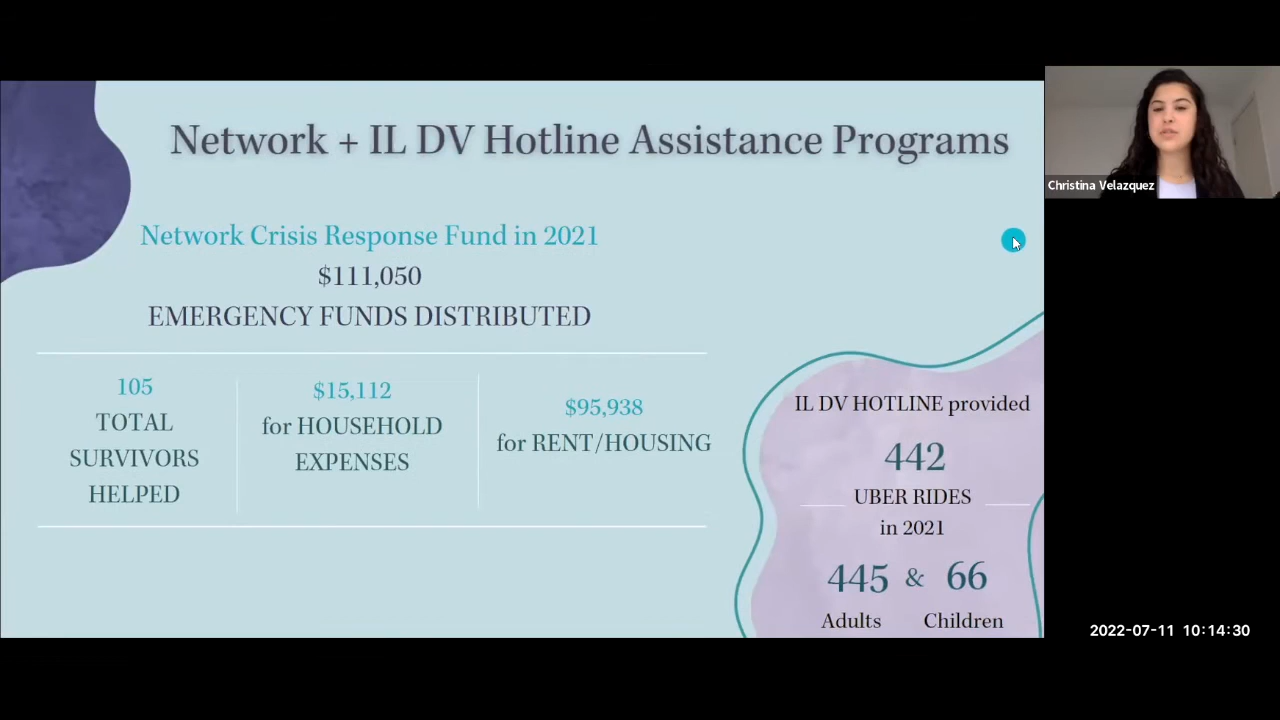 Network + IL DV Hotline Assistance Programs
Network Crisis Response Fund in 2021
$111,050
EMERGENCY FUNDS DISTRIBUTED
105
TOTAL
SURVIVORS
HELPED
$15,112
for HOUSEHOLD
EXPENSES
$95,938
for RENT/HOUSING
IL DV HOTLINE provided
442
UBER RIDES
in 2021
445 & 66
Adults Children
Christina Velazquez
2022-07-11 10:14:30